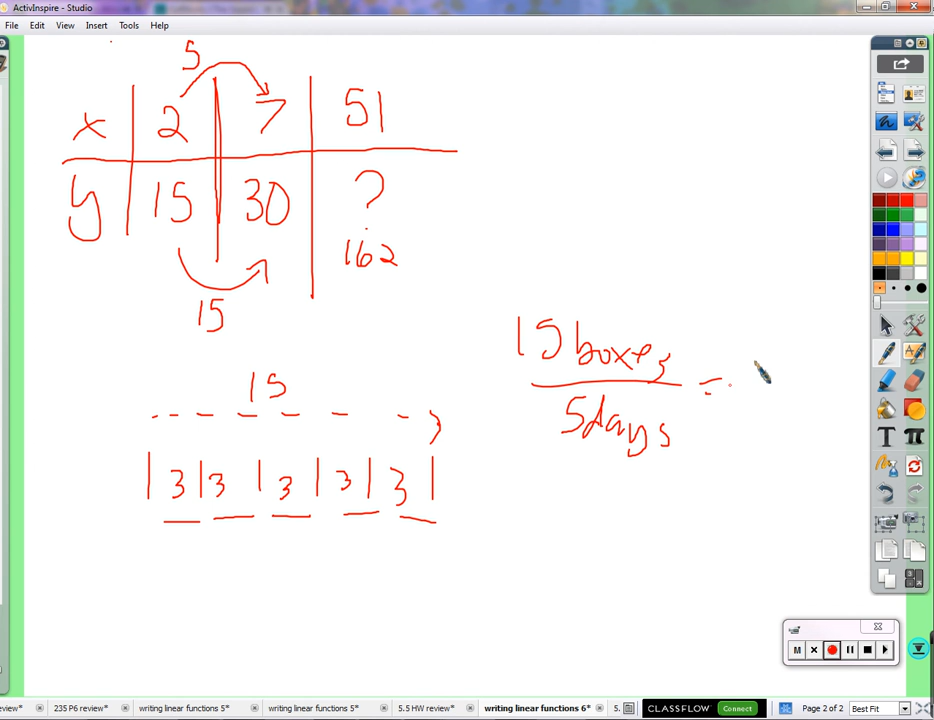 ActivInspire - Studio
File Edit View Insert Tools Help
5
x 2 7 51
y 15 30 ?
162
15
15
3 3 3 3 3
15 boxes
5 days
=
M
235 P6 review* writing linear functions 5* writing linear functions 5* 5.5 HW review* writing linear functions 6* 5.
CLASSFLOW Connect
Page 2 of 2 Best Fit